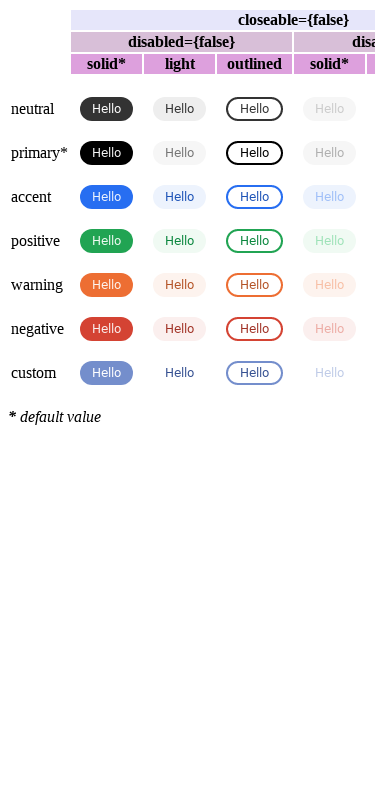 closeable={false}
disabled={false}
solid* light outlined solid*
neutral Hello Hello Hello Hello
primary* Hello Hello Hello Hello
accent Hello Hello Hello Hello
positive Hello Hello Hello Hello
warning Hello Hello Hello Hello
negative Hello Hello Hello Hello
custom Hello Hello Hello Hello
* default value